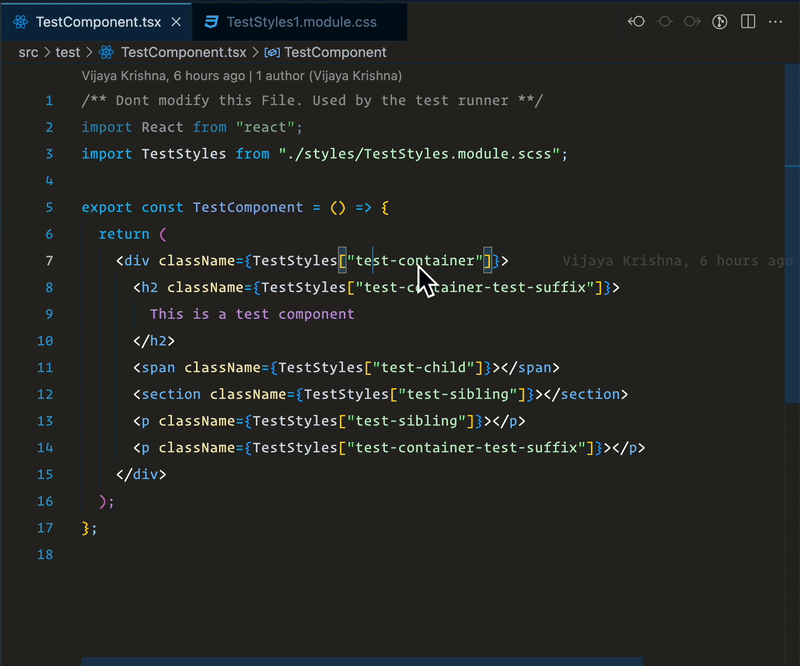 TestComponent.tsx TestStyles1.module.css
src > test > TestComponent.tsx > TestComponent
Vijaya Krishna, 6 hours ago | 1 author (Vijaya Krishna)
1 /** Dont modify this File. Used by the test runner **/
2 import React from "react";
3 import TestStyles from "./styles/TestStyles.module.scss";
4
5 export const TestComponent = () => {
6 return (
7 <div className={TestStyles["test-container"]}> Vijaya Krishna, 6 hours ago
8 <h2 className={TestStyles["test-container-test-suffix"]}>
9 This is a test component
10 </h2>
11 <span className={TestStyles["test-child"]}></span>
12 <section className={TestStyles["test-sibling"]}></section>
13 <p className={TestStyles["test-sibling"]}></p>
14 <p className={TestStyles["test-container-test-suffix"]}></p>
15 </div>
16 );
17 };
18